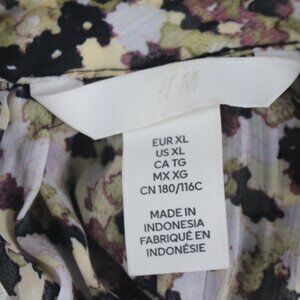 H&M
EUR XL
US XL
CA TG
MX XG
CN 180/116C
MADE IN
INDONESIA
FABRIQUÉ EN
INDONÉSIE